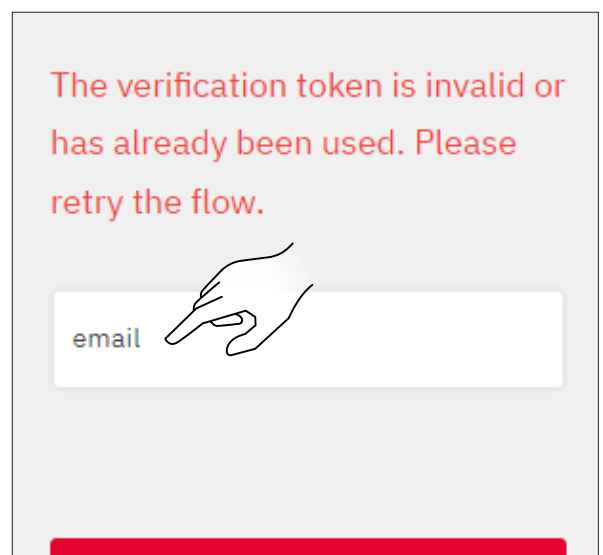 The verification token is invalid or
has already been used. Please
retry the flow.
email